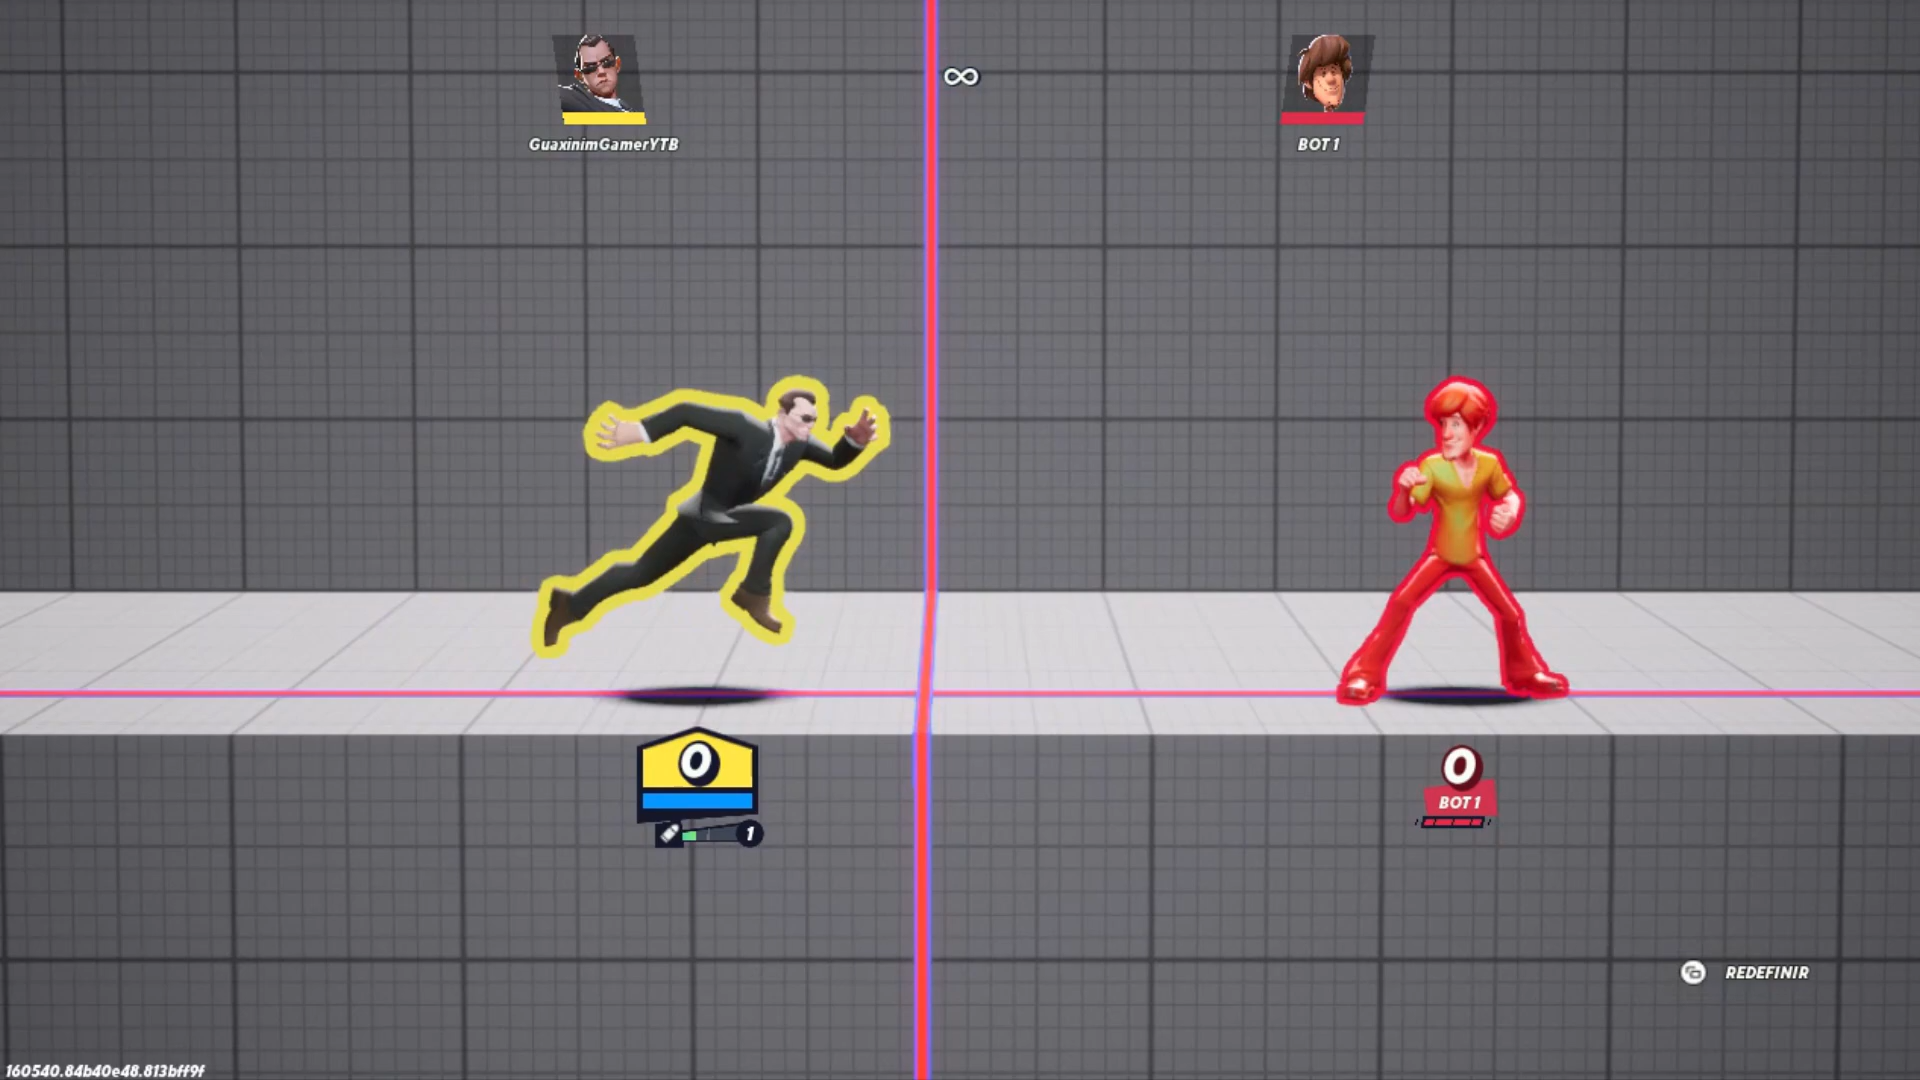 ∞
GuaxinimGamerYTB
BOT 1
0
1
0
BOT 1
REDEFINIR
160540.84b40e48.813bff9f